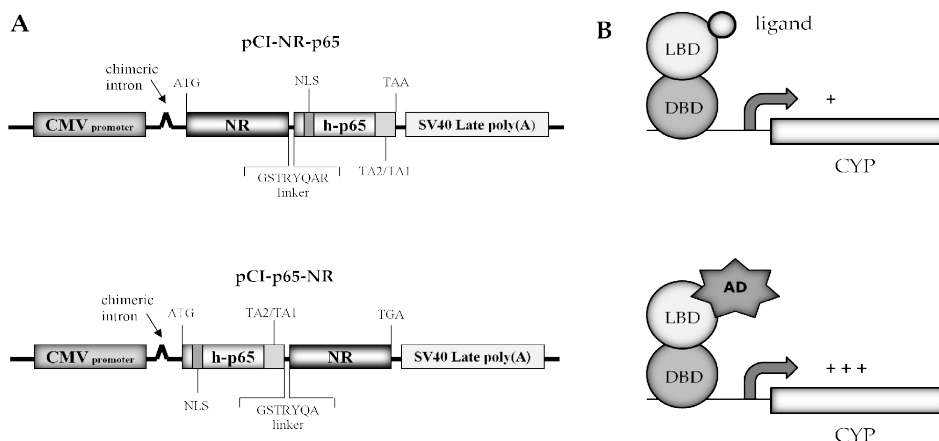 A
pCI-NR-p65
chimeric
intron
ATG
NLS
TAA
CMV promoter
NR
h-p65
SV40 Late poly(A)
GSTRYQAR
linker
TA2/TA1
pCI-p65-NR
chimeric
intron
ATG
TA2/TA1
TGA
CMV promoter
h-p65
NR
SV40 Late poly(A)
NLS
GSTRYQA
linker
B
ligand
LBD
DBD
+
CYP
AD
LBD
DBD
+ + +
CYP